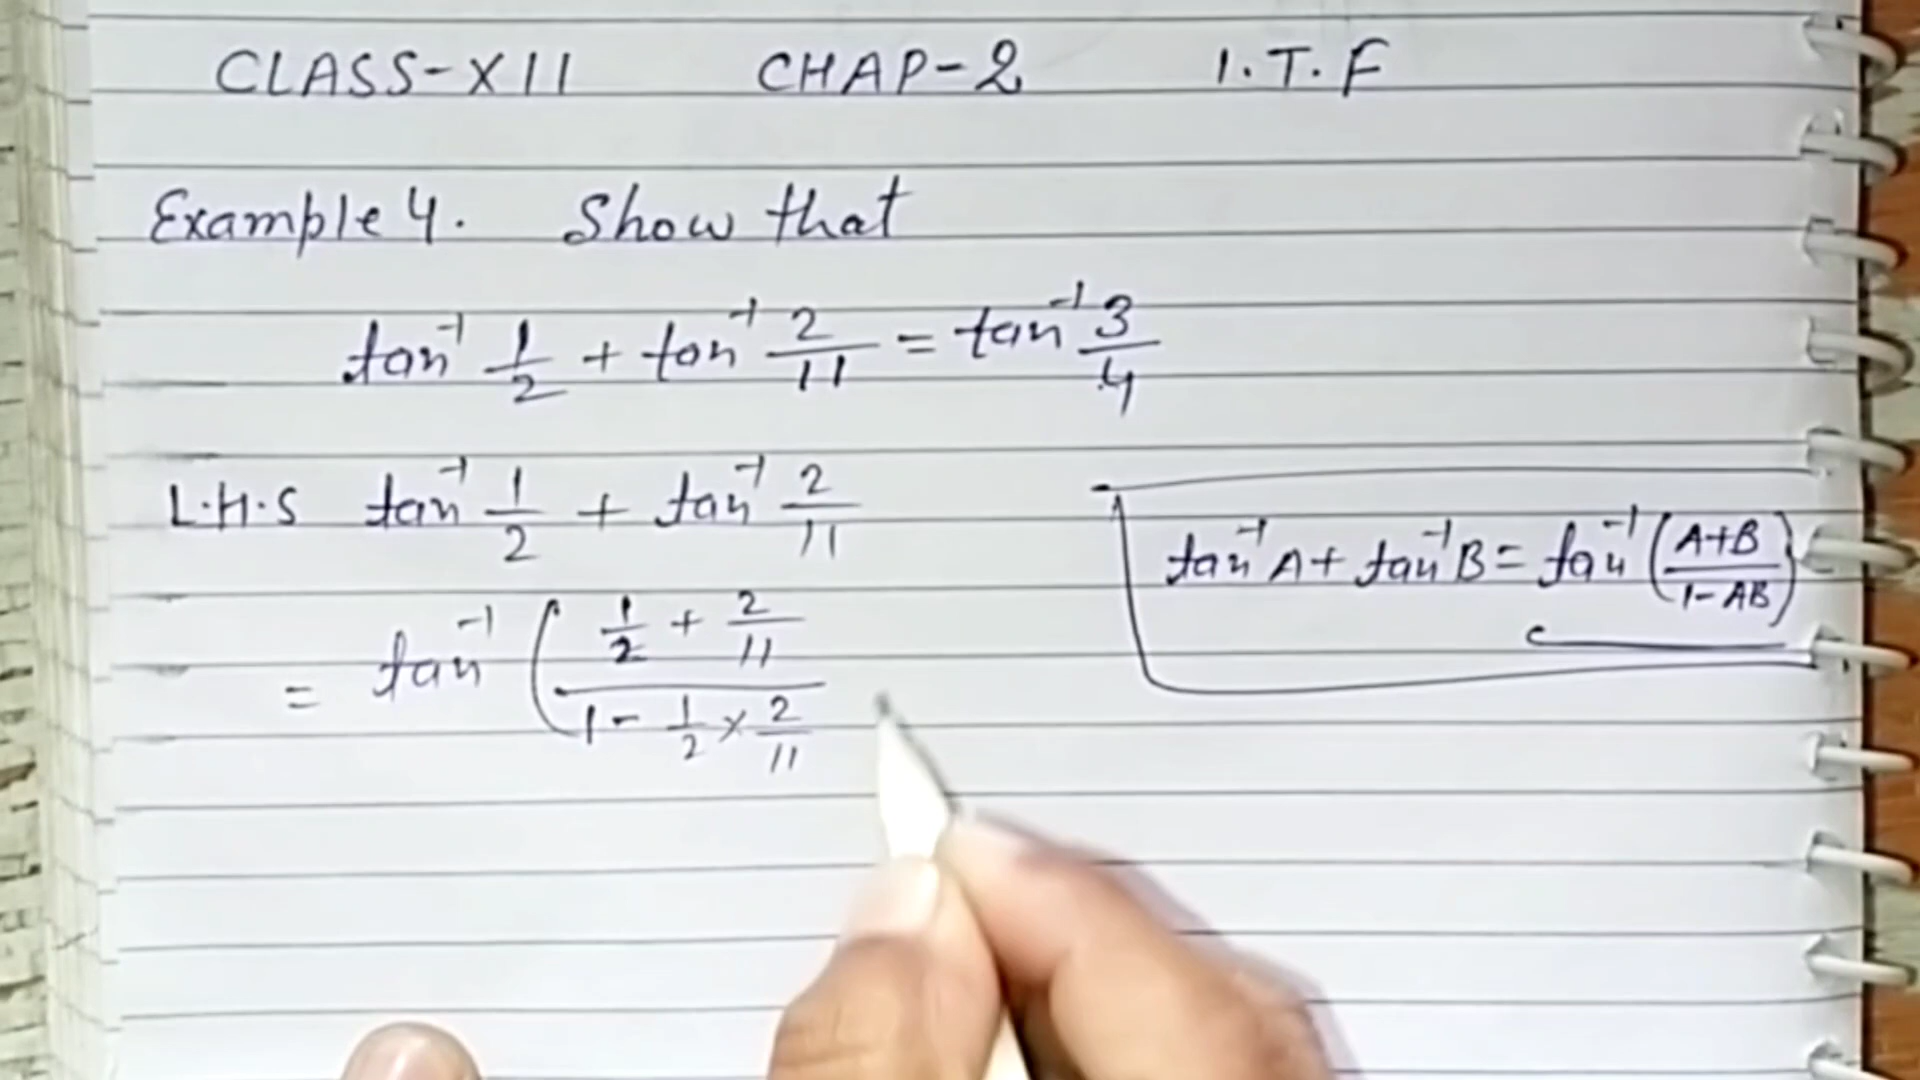 CLASS-XII CHAP-2 I.T.F
Example 4. Show that
tan⁻¹ 1/2 + tan⁻¹ 2/11 = tan⁻¹ 3/4
L.H.S tan⁻¹ 1/2 + tan⁻¹ 2/11
tan⁻¹A + tan⁻¹B = tan⁻¹((A+B)/(1-AB))
= tan⁻¹ ( (1/2 + 2/11)/(1 - 1/2 × 2/11)